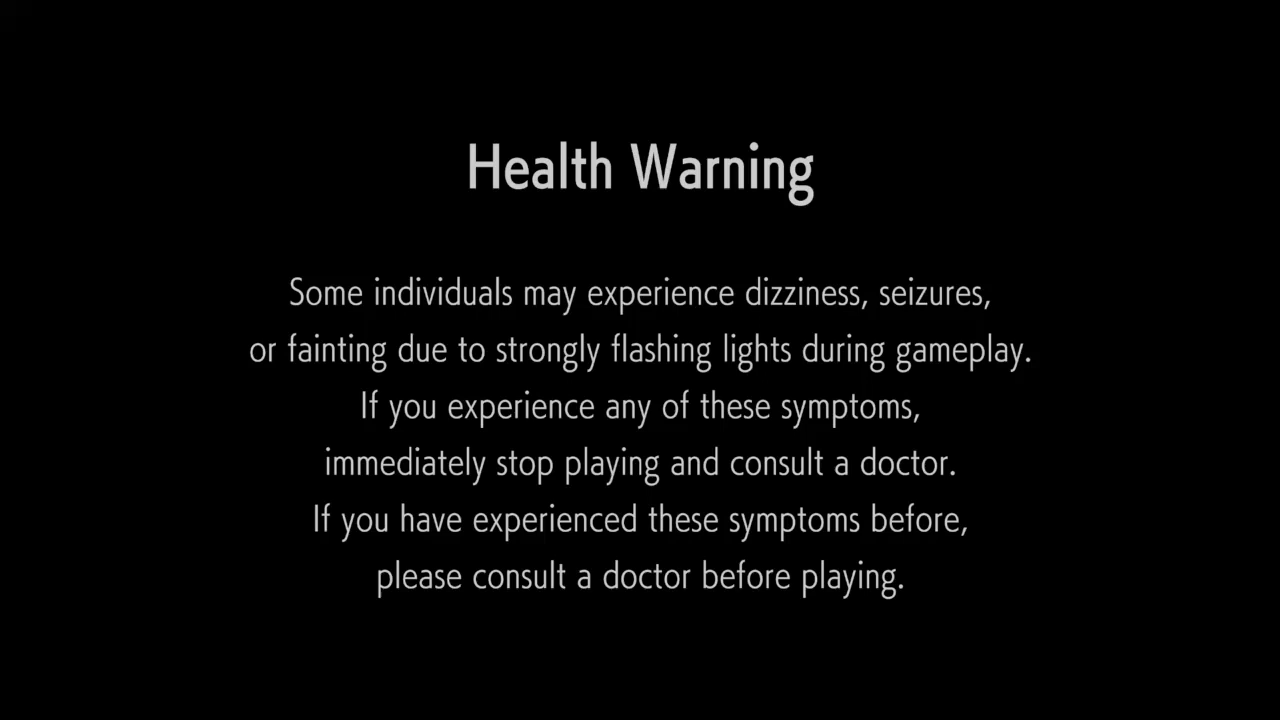 Health Warning
Some individuals may experience dizziness, seizures,
or fainting due to strongly flashing lights during gameplay.
If you experience any of these symptoms,
immediately stop playing and consult a doctor.
If you have experienced these symptoms before,
please consult a doctor before playing.